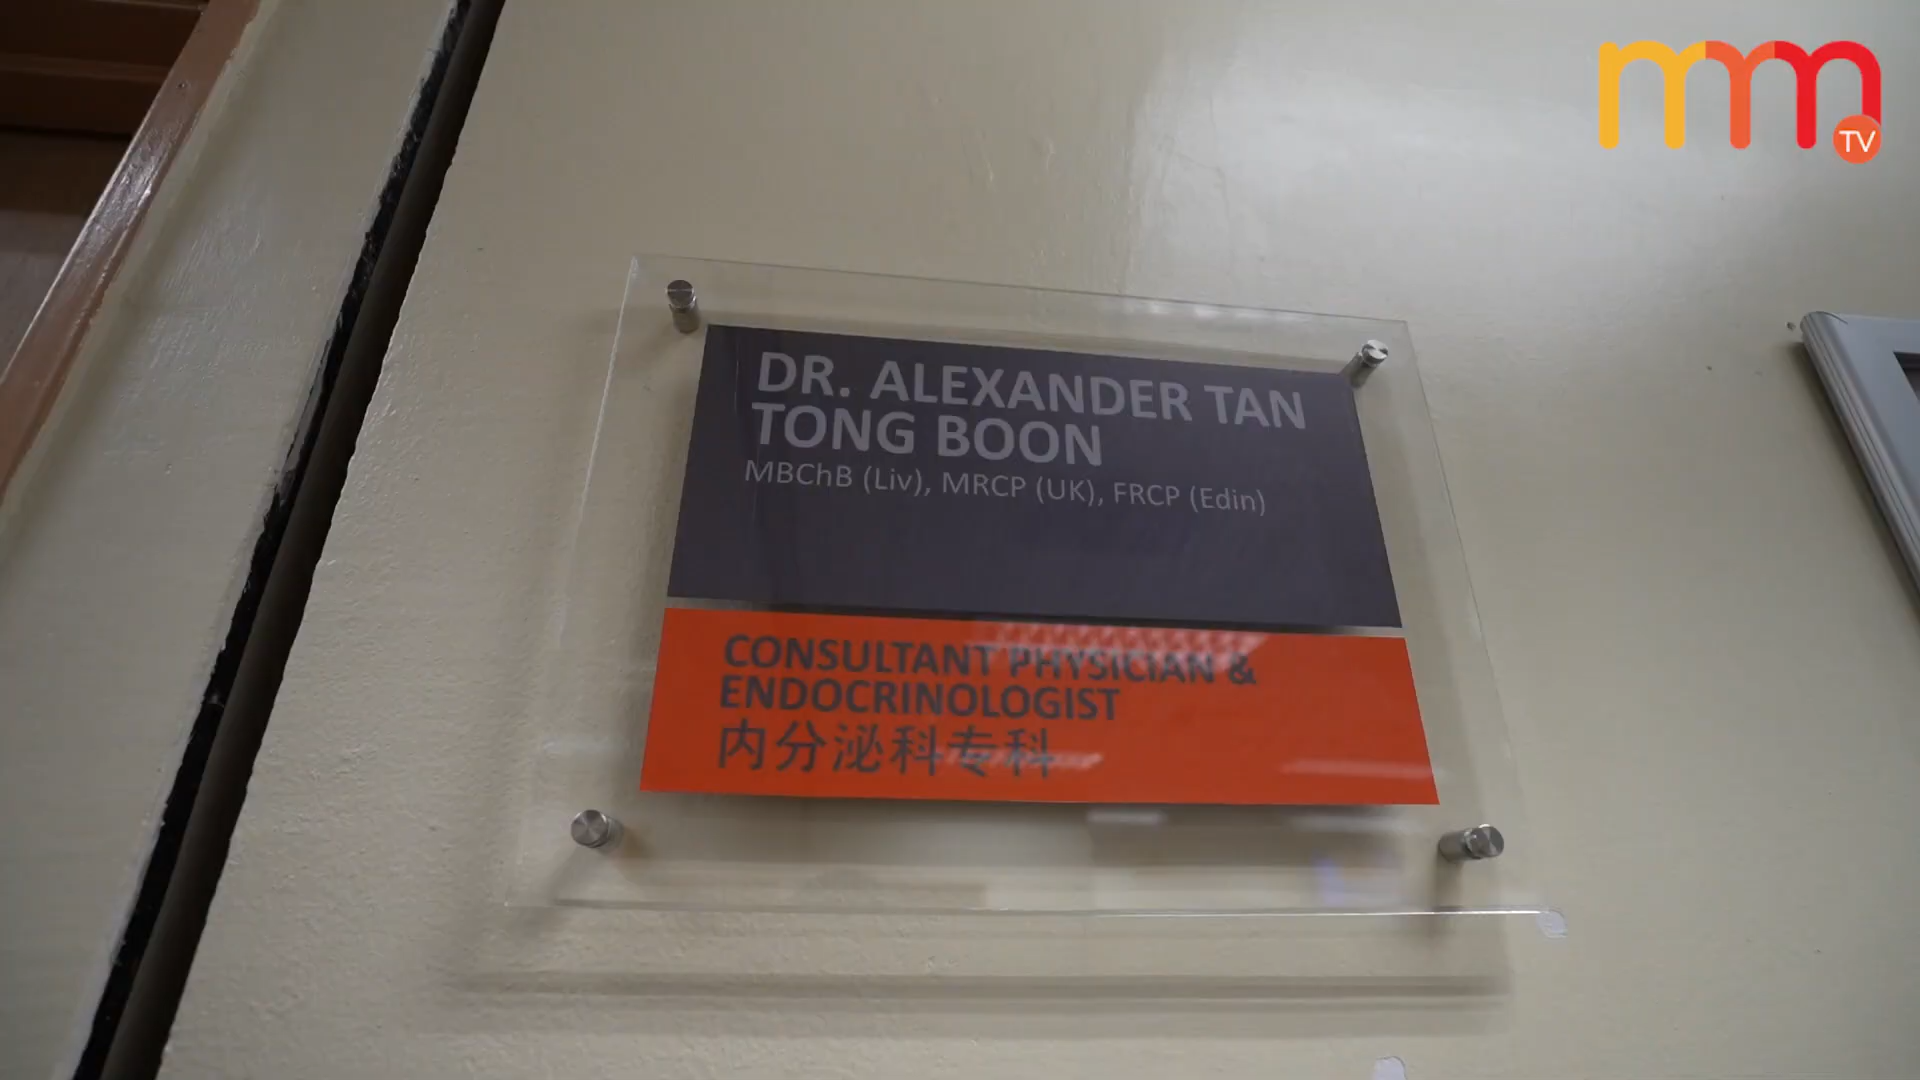 mm
TV
DR. ALEXANDER TAN
TONG BOON
MBChB (Liv), MRCP (UK), FRCP (Edin)
CONSULTANT PHYSICIAN &
ENDOCRINOLOGIST
内分泌科专科